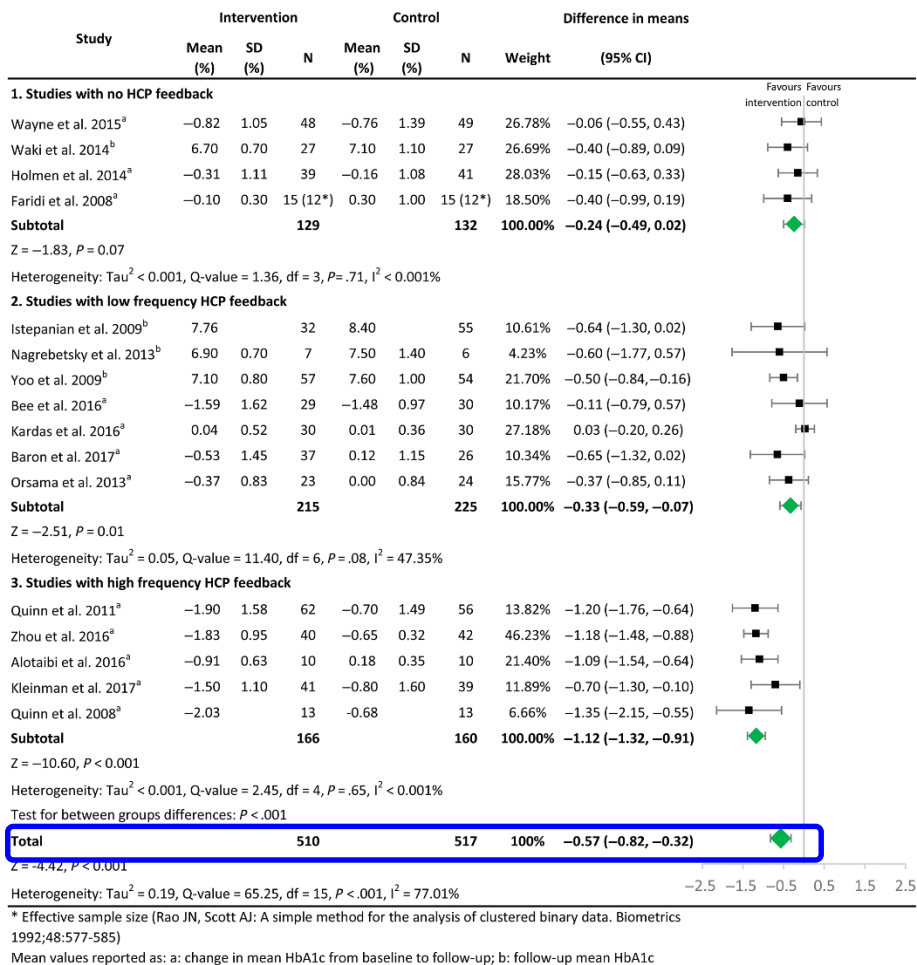 Intervention Control Difference in means
Study Mean (%) SD (%) N Mean (%) SD (%) N Weight (95% CI)
1. Studies with no HCP feedback
Favours intervention Favours control
Wayne et al. 2015a −0.82 1.05 48 −0.76 1.39 49 26.78% −0.06 (−0.55, 0.43)
Waki et al. 2014b 6.70 0.70 27 7.10 1.10 27 26.69% −0.40 (−0.89, 0.09)
Holmen et al. 2014a −0.31 1.11 39 −0.16 1.08 41 28.03% −0.15 (−0.63, 0.33)
Faridi et al. 2008a −0.10 0.30 15 (12*) 0.30 1.00 15 (12*) 18.50% −0.40 (−0.99, 0.19)
Subtotal 129 132 100.00% −0.24 (−0.49, 0.02)
Z = −1.83, P = 0.07
Heterogeneity: Tau2 < 0.001, Q-value = 1.36, df = 3, P= .71, I2 < 0.001%
2. Studies with low frequency HCP feedback
Istepanian et al. 2009b 7.76 32 8.40 55 10.61% −0.64 (−1.30, 0.02)
Nagrebetsky et al. 2013b 6.90 0.70 7 7.50 1.40 6 4.23% −0.60 (−1.77, 0.57)
Yoo et al. 2009b 7.10 0.80 57 7.60 1.00 54 21.70% −0.50 (−0.84,−0.16)
Bee et al. 2016a −1.59 1.62 29 −1.48 0.97 30 10.17% −0.11 (−0.79, 0.57)
Kardas et al. 2016a 0.04 0.52 30 0.01 0.36 30 27.18% 0.03 (−0.20, 0.26)
Baron et al. 2017a −0.53 1.45 37 0.12 1.15 26 10.34% −0.65 (−1.32, 0.02)
Orsama et al. 2013a −0.37 0.83 23 0.00 0.84 24 15.77% −0.37 (−0.85, 0.11)
Subtotal 215 225 100.00% −0.33 (−0.59, −0.07)
Z = −2.51, P = 0.01
Heterogeneity: Tau2 = 0.05, Q-value = 11.40, df = 6, P = .08, I2 = 47.35%
3. Studies with high frequency HCP feedback
Quinn et al. 2011a −1.90 1.58 62 −0.70 1.49 56 13.82% −1.20 (−1.76, −0.64)
Zhou et al. 2016a −1.83 0.95 40 −0.65 0.32 42 46.23% −1.18 (−1.48, −0.88)
Alotaibi et al. 2016a −0.91 0.63 10 0.18 0.35 10 21.40% −1.09 (−1.54, −0.64)
Kleinman et al. 2017a −1.50 1.10 41 −0.80 1.60 39 11.89% −0.70 (−1.30, −0.10)
Quinn et al. 2008a −2.03 13 -0.68 13 6.66% −1.35 (−2.15, −0.55)
Subtotal 166 160 100.00% −1.12 (−1.32, −0.91)
Z = −10.60, P < 0.001
Heterogeneity: Tau2 < 0.001, Q-value = 2.45, df = 4, P = .65, I2 < 0.001%
Test for between groups differences: P < .001
Total 510 517 100% −0.57 (−0.82, −0.32)
Z = -4.42, P < 0.001
Heterogeneity: Tau2 = 0.19, Q-value = 65.25, df = 15, P < .001, I2 = 77.01%
−2.5 −1.5 −0.5 0.5 1.5 2.5
* Effective sample size (Rao JN, Scott AJ: A simple method for the analysis of clustered binary data. Biometrics
1992;48:577-585)
Mean values reported as: a: change in mean HbA1c from baseline to follow-up; b: follow-up mean HbA1c